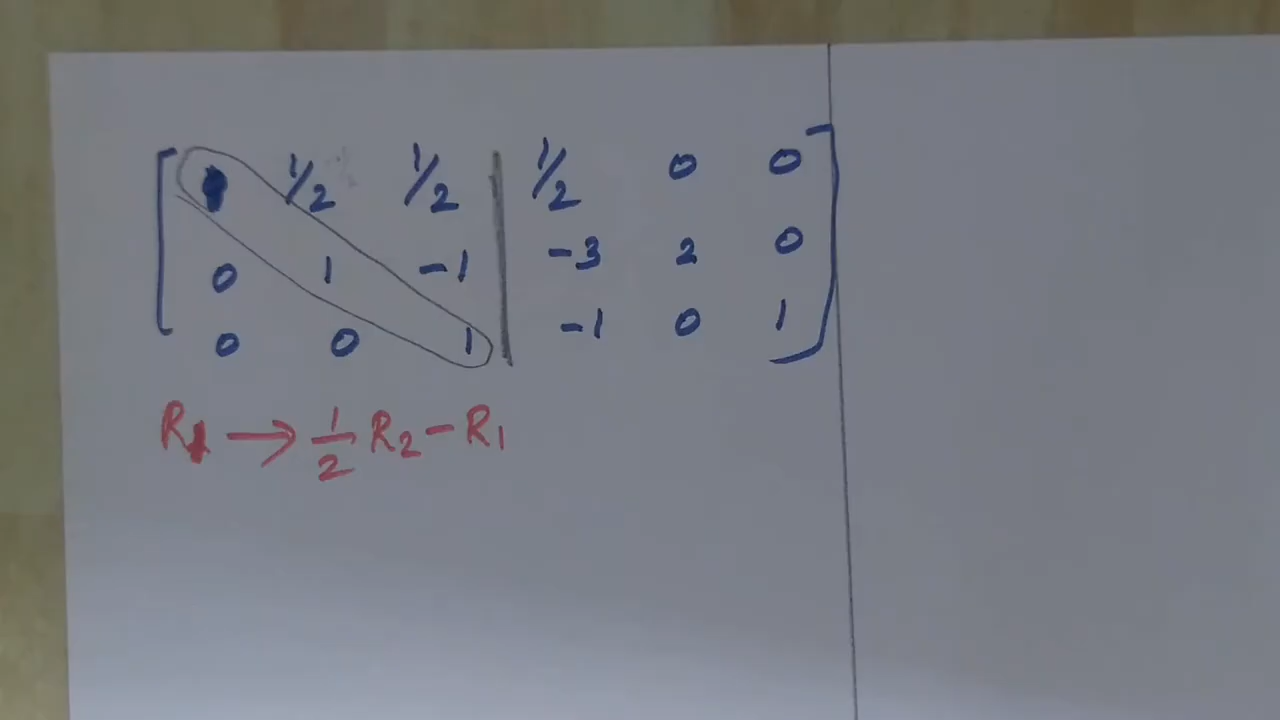 1 1/2 1/2 | 1/2 0 0
0 1 -1 | -3 2 0
0 0 1 | -1 0 1
R1 → 1/2 R2 - R1